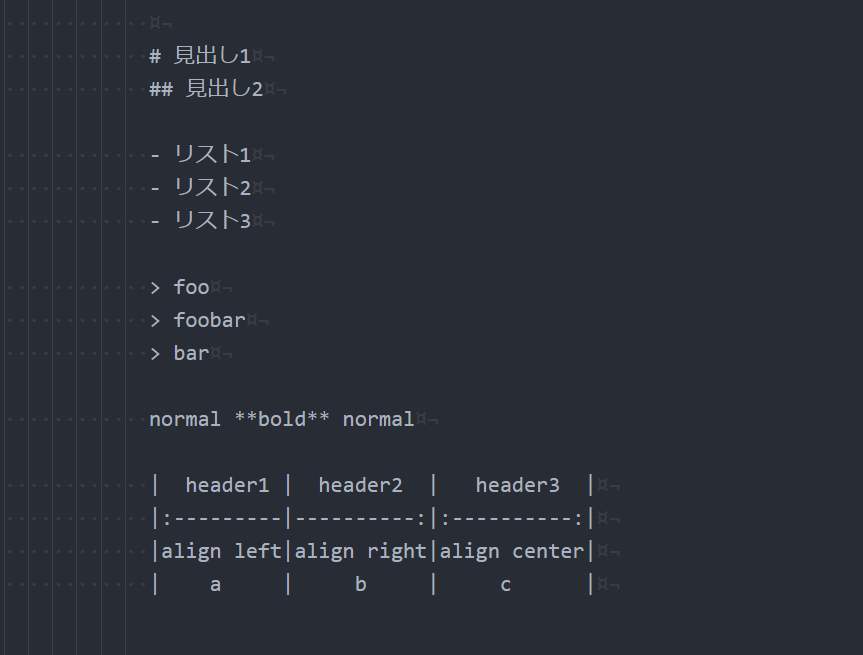 # 見出し1
## 見出し2
- リスト1
- リスト2
- リスト3
> foo
> foobar
> bar
normal **bold** normal
|  header1 |  header2  |   header3  |
|:---------|----------:|:----------:|
|align left|align right|align center|
|    a     |     b     |     c      |